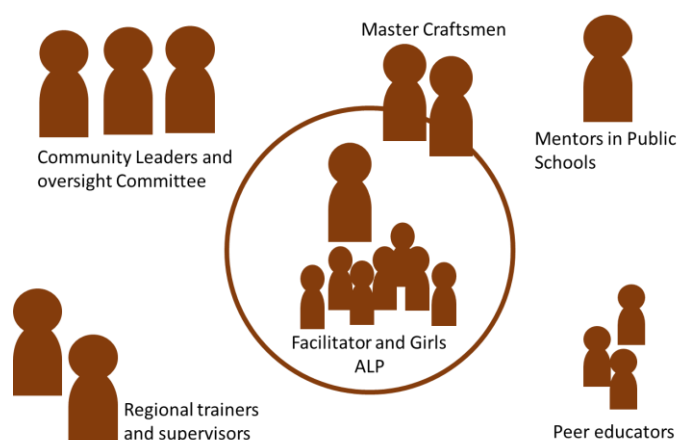 Master Craftsmen
Community Leaders and
oversight Committee
Mentors in Public
Schools
Facilitator and Girls
ALP
Regional trainers
and supervisors
Peer educators